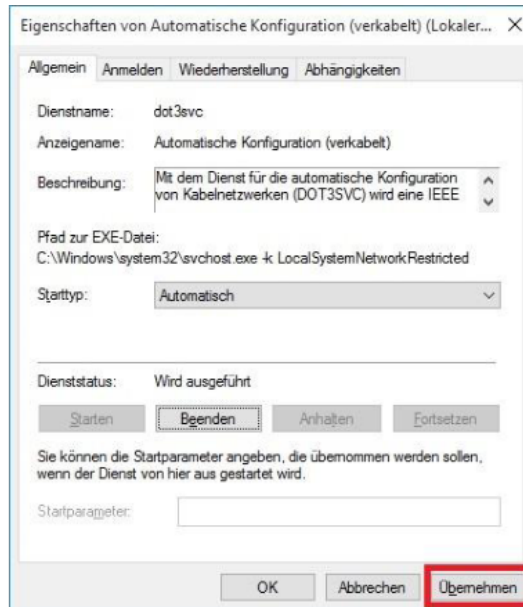 Eigenschaften von Automatische Konfiguration (verkabelt) (Lokaler...
Allgemein Anmelden Wiederherstellung Abhängigkeiten
Dienstname: dot3svc
Anzeigename: Automatische Konfiguration (verkabelt)
Beschreibung: Mit dem Dienst für die automatische Konfiguration
von Kabelnetzwerken (DOT3SVC) wird eine IEEE
Pfad zur EXE-Datei:
C:\Windows\system32\svchost.exe -k LocalSystemNetworkRestricted
Starttyp: Automatisch
Dienststatus: Wird ausgeführt
Starten Beenden Anhalten Fortsetzen
Sie können die Startparameter angeben, die übernommen werden sollen,
wenn der Dienst von hier aus gestartet wird.
Startparameter:
OK Abbrechen Übernehmen